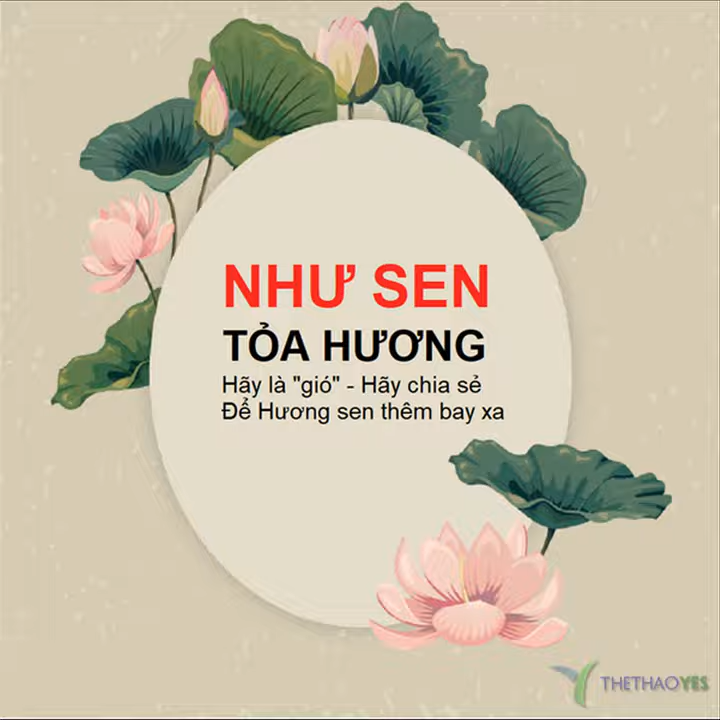 NHƯ SEN
TỎA HƯƠNG
Hãy là "gió" - Hãy chia sẻ
Để Hương sen thêm bay xa
THETHAOYES